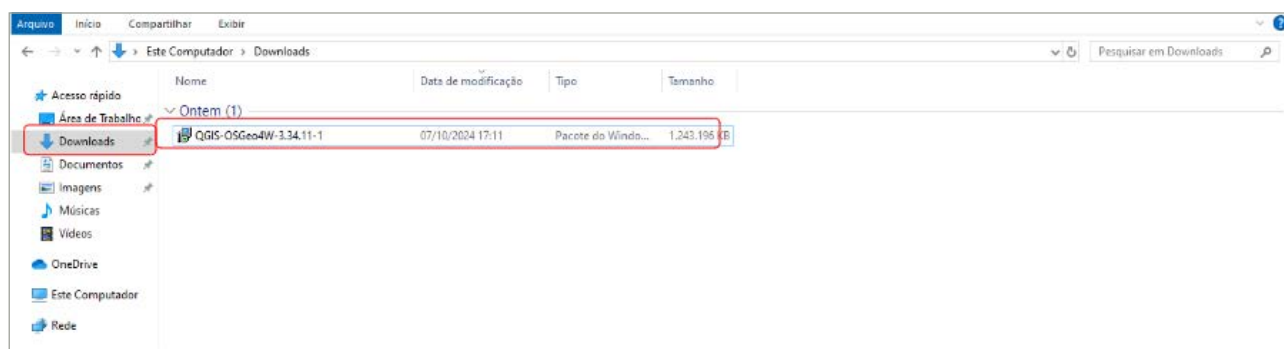 Arquivo Início Compartilhar Exibir
Este Computador > Downloads
Pesquisar em Downloads
Nome Data de modificação Tipo Tamanho
Acesso rápido
Ontem (1)
Área de Trabalho
QGIS-OSGeo4W-3.34.11-1 07/10/2024 17:11 Pacote do Windo... 1.243.196 KB
Downloads
Documentos
Imagens
Músicas
Vídeos
OneDrive
Este Computador
Rede